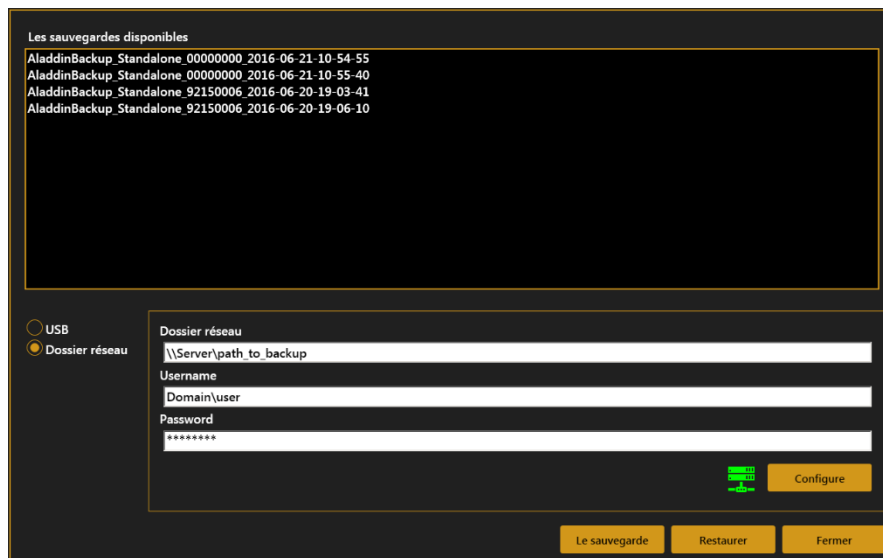 Les sauvegardes disponibles
AladdinBackup_Standalone_00000000_2016-06-21-10-54-55
AladdinBackup_Standalone_00000000_2016-06-21-10-55-40
AladdinBackup_Standalone_92150006_2016-06-20-19-03-41
AladdinBackup_Standalone_92150006_2016-06-20-19-06-10
USB
Dossier réseau
Dossier réseau
\\Server\path_to_backup
Username
Domain\user
Password
********
Configure
Le sauvegarde Restaurer Fermer